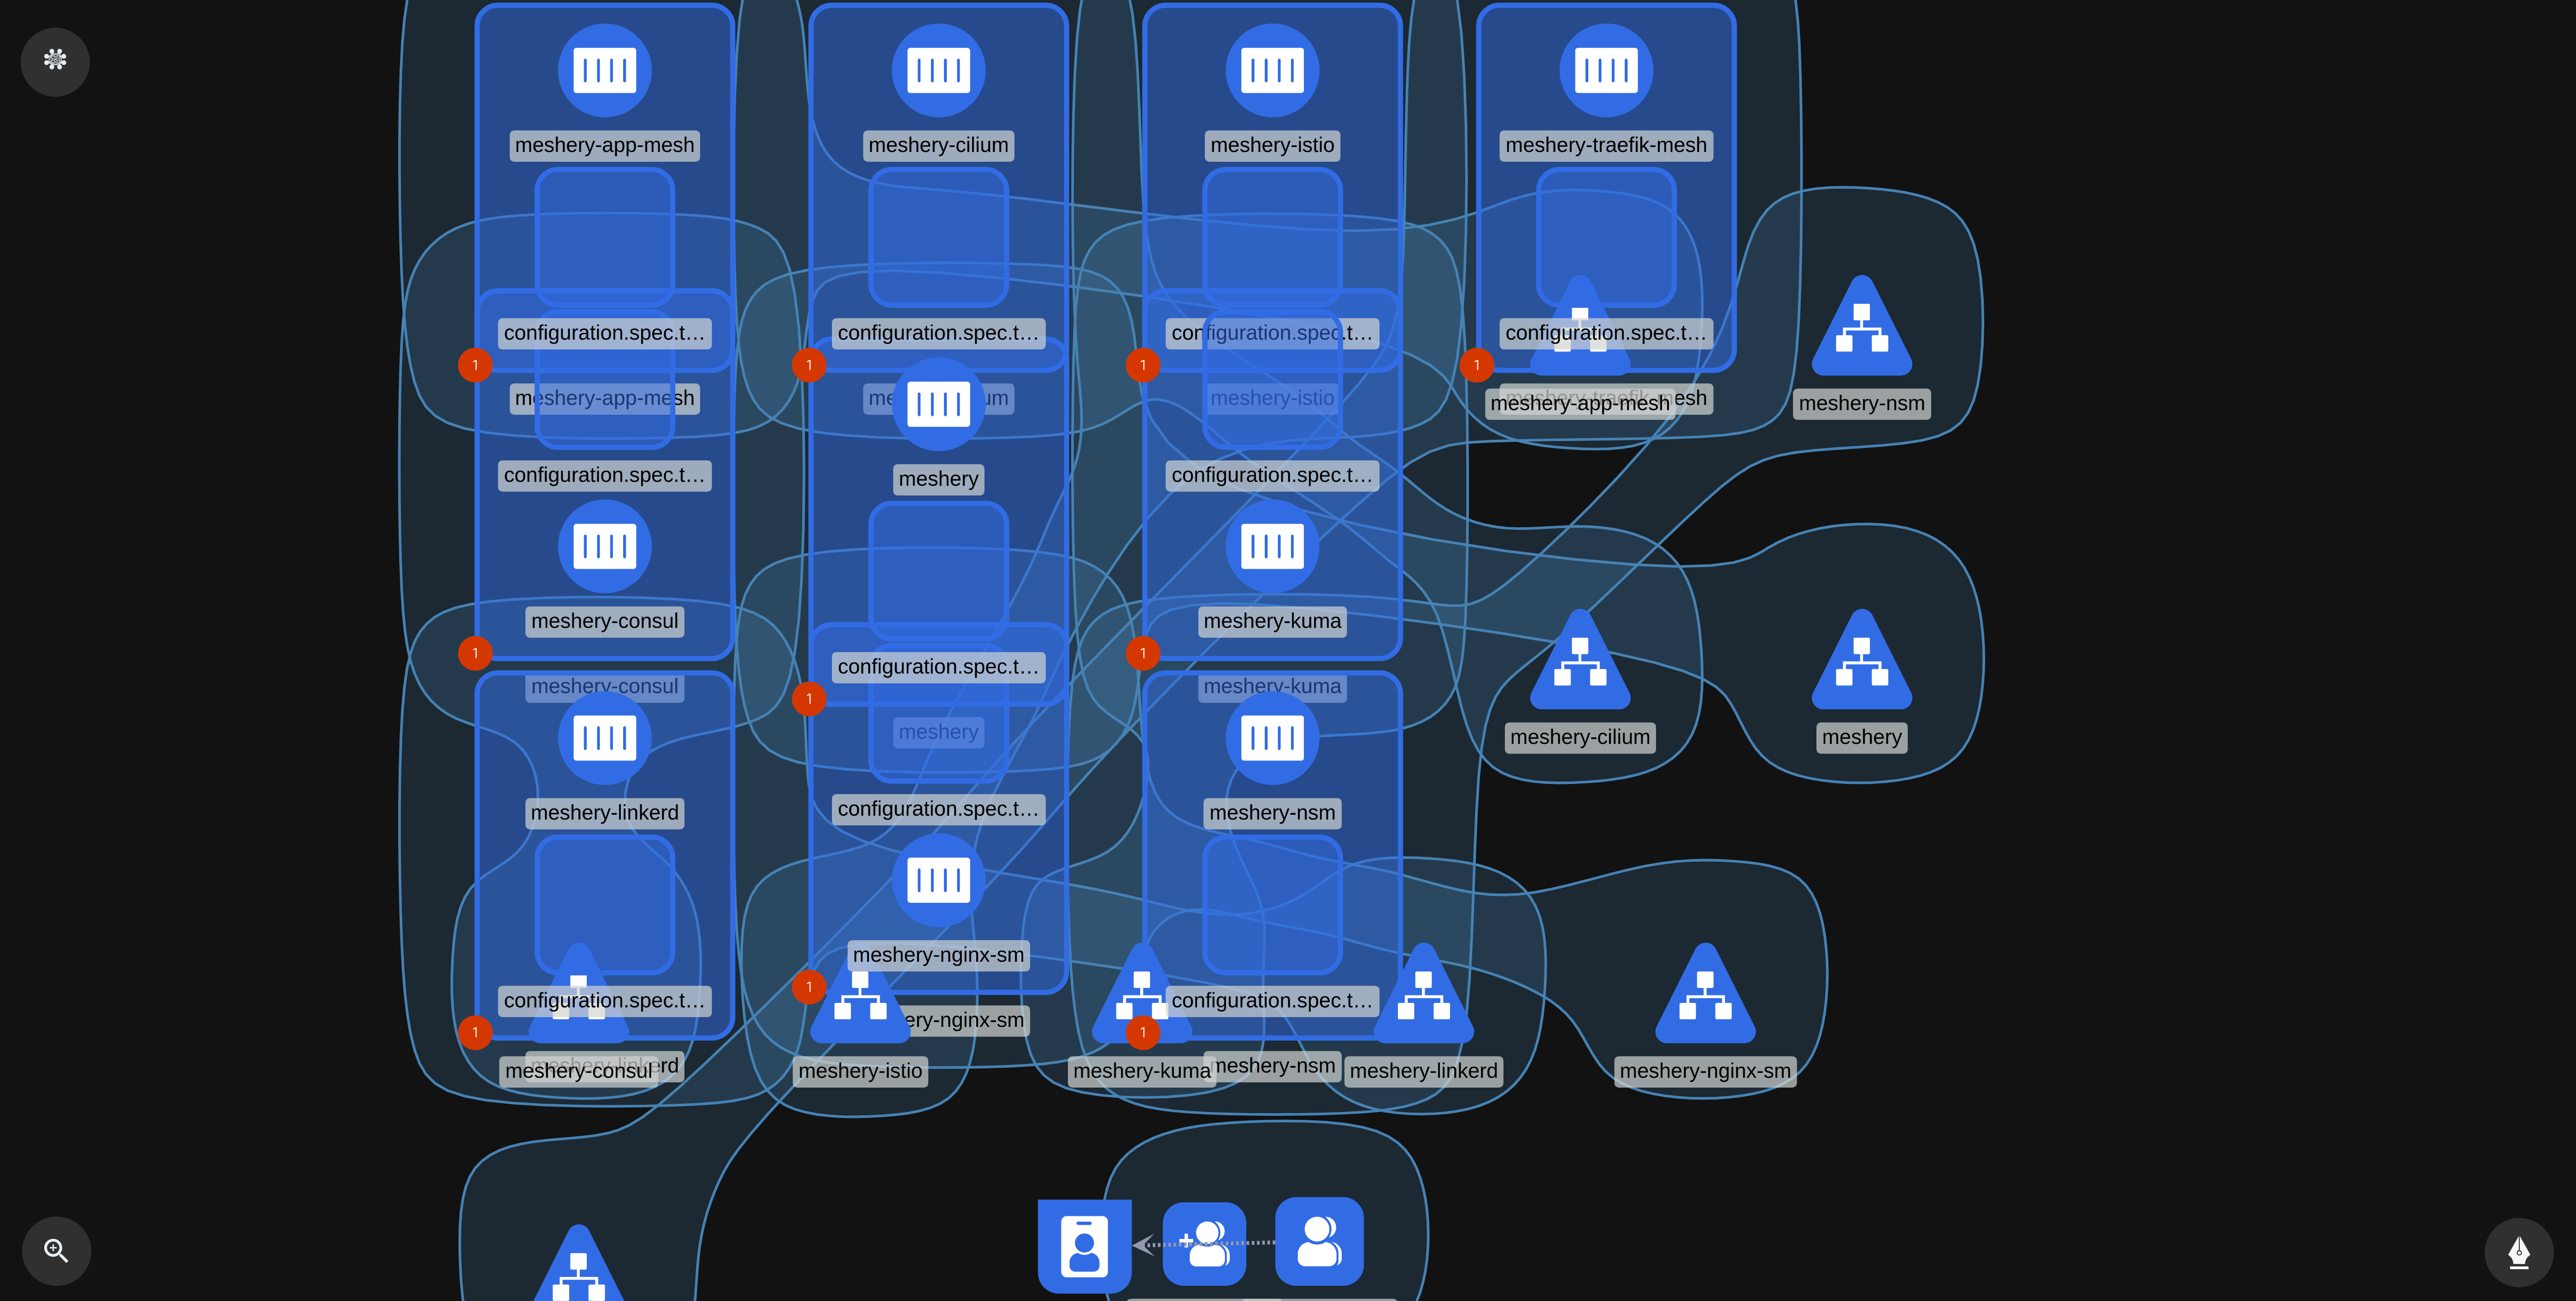 meshery-app-mesh
meshery-cilium
meshery-istio
meshery-traefik-mesh
configuration.spec.t…
configuration.spec.t…
configuration.spec.t…
configuration.spec.t…
1
1
1
1
meshery-app-mesh
meshery-istio
meshery-app-mesh
meshery-nsm
configuration.spec.t…
meshery
configuration.spec.t…
meshery-consul
meshery-kuma
1
1
configuration.spec.t…
meshery-consul
meshery-kuma
1
meshery
meshery-cilium
meshery
meshery-linkerd
configuration.spec.t…
meshery-nsm
meshery-nginx-sm
1
configuration.spec.t…
configuration.spec.t…
1
1
meshery-consul
meshery-istio
meshery-kuma
meshery-nsm
meshery-linkerd
meshery-nginx-sm